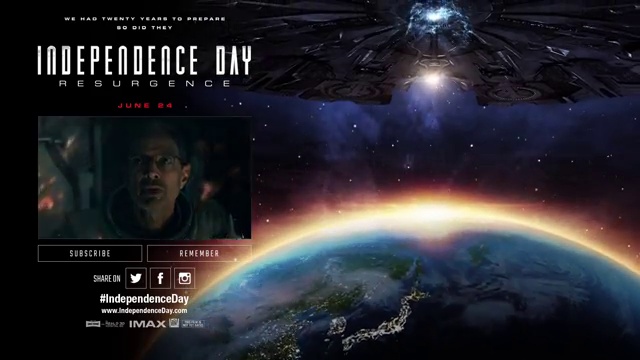 WE HAD TWENTY YEARS TO PREPARE
SO DID THEY
INDEPENDENCE DAY
RESURGENCE
JUNE 24
SUBSCRIBE
REMEMBER
SHARE ON
#IndependenceDay
www.IndependenceDay.com
IMAX